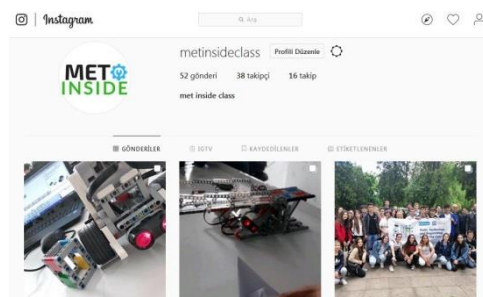 Instagram
Ara
metinsideclass Profili Düzenle
52 gönderi 38 takipçi 16 takip
met inside class
MET
INSIDE
GÖNDERİLER IGTV KAYDEDİLENLER ETİKETLENENLER